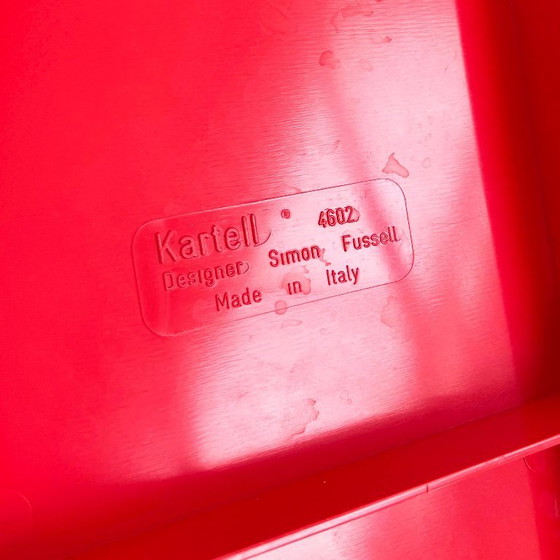 Kartell 4602
Designer Simon Fussell
Made in Italy